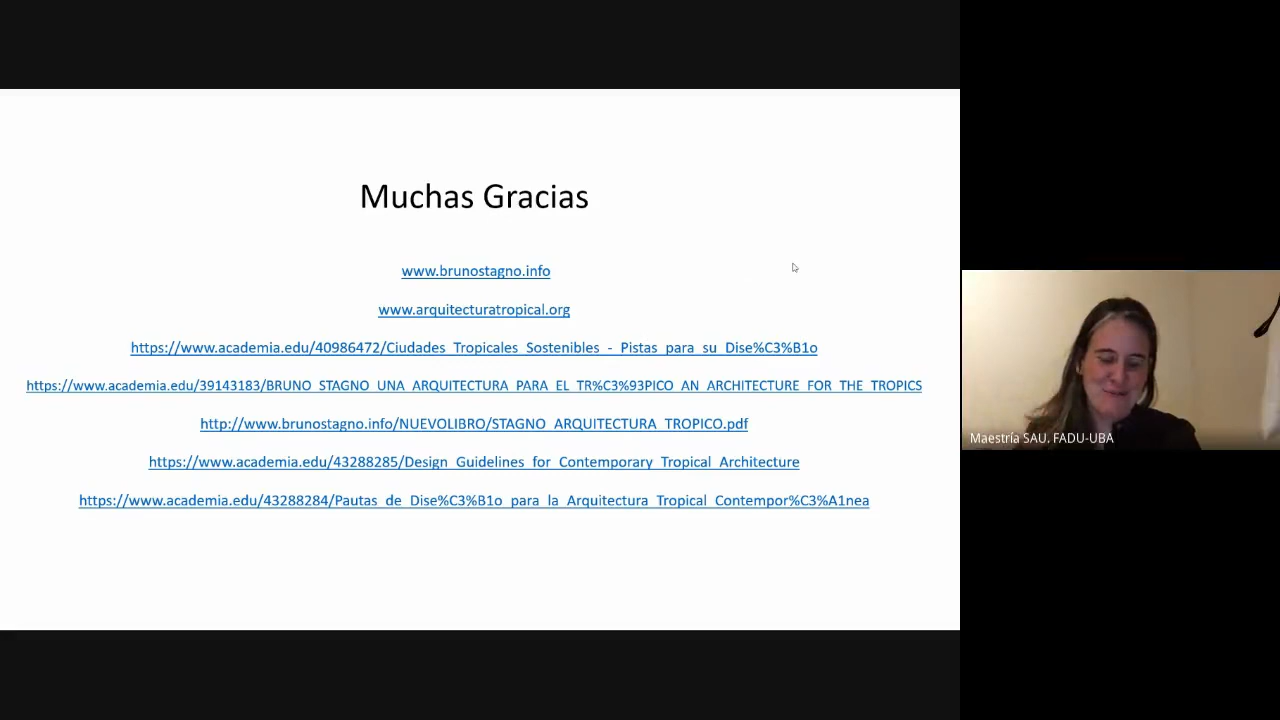 Muchas Gracias
www.brunostagno.info
www.arquitecturatropical.org
https://www.academia.edu/40986472/Ciudades_Tropicales_Sostenibles_-_Pistas_para_su_Dise%C3%B1o
https://www.academia.edu/39143183/BRUNO_STAGNO_UNA_ARQUITECTURA_PARA_EL_TR%C3%93PICO_AN_ARCHITECTURE_FOR_THE_TROPICS
http://www.brunostagno.info/NUEVOLIBRO/STAGNO_ARQUITECTURA_TROPICO.pdf
https://www.academia.edu/43288285/Design_Guidelines_for_Contemporary_Tropical_Architecture
https://www.academia.edu/43288284/Pautas_de_Dise%C3%B1o_para_la_Arquitectura_Tropical_Contempor%C3%A1nea
Maestría SAU. FADU-UBA